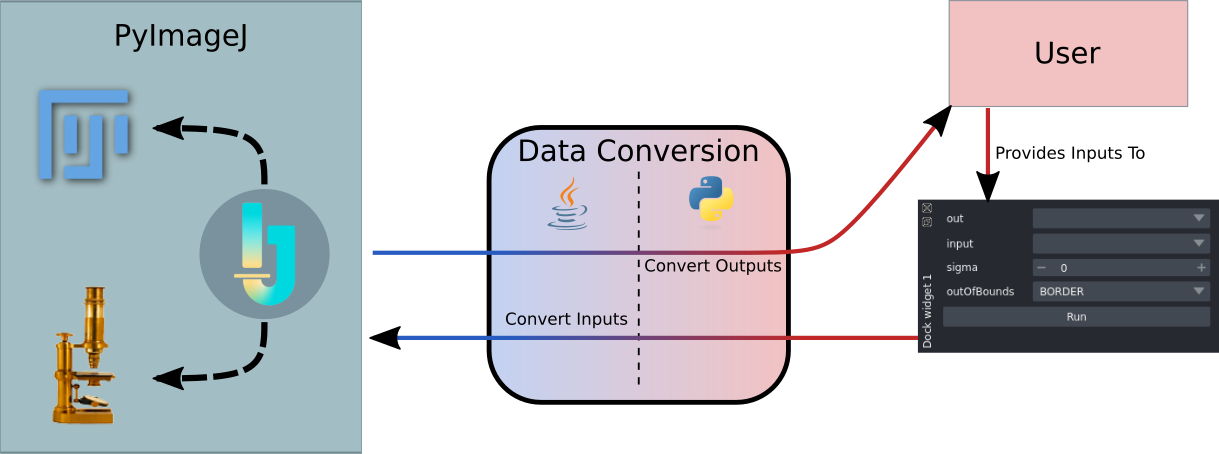 PyImageJ
User
Data Conversion
Provides Inputs To
Convert Outputs
Convert Inputs
Dock widget 1
out
input
sigma
− 0 +
outOfBounds
BORDER
Run